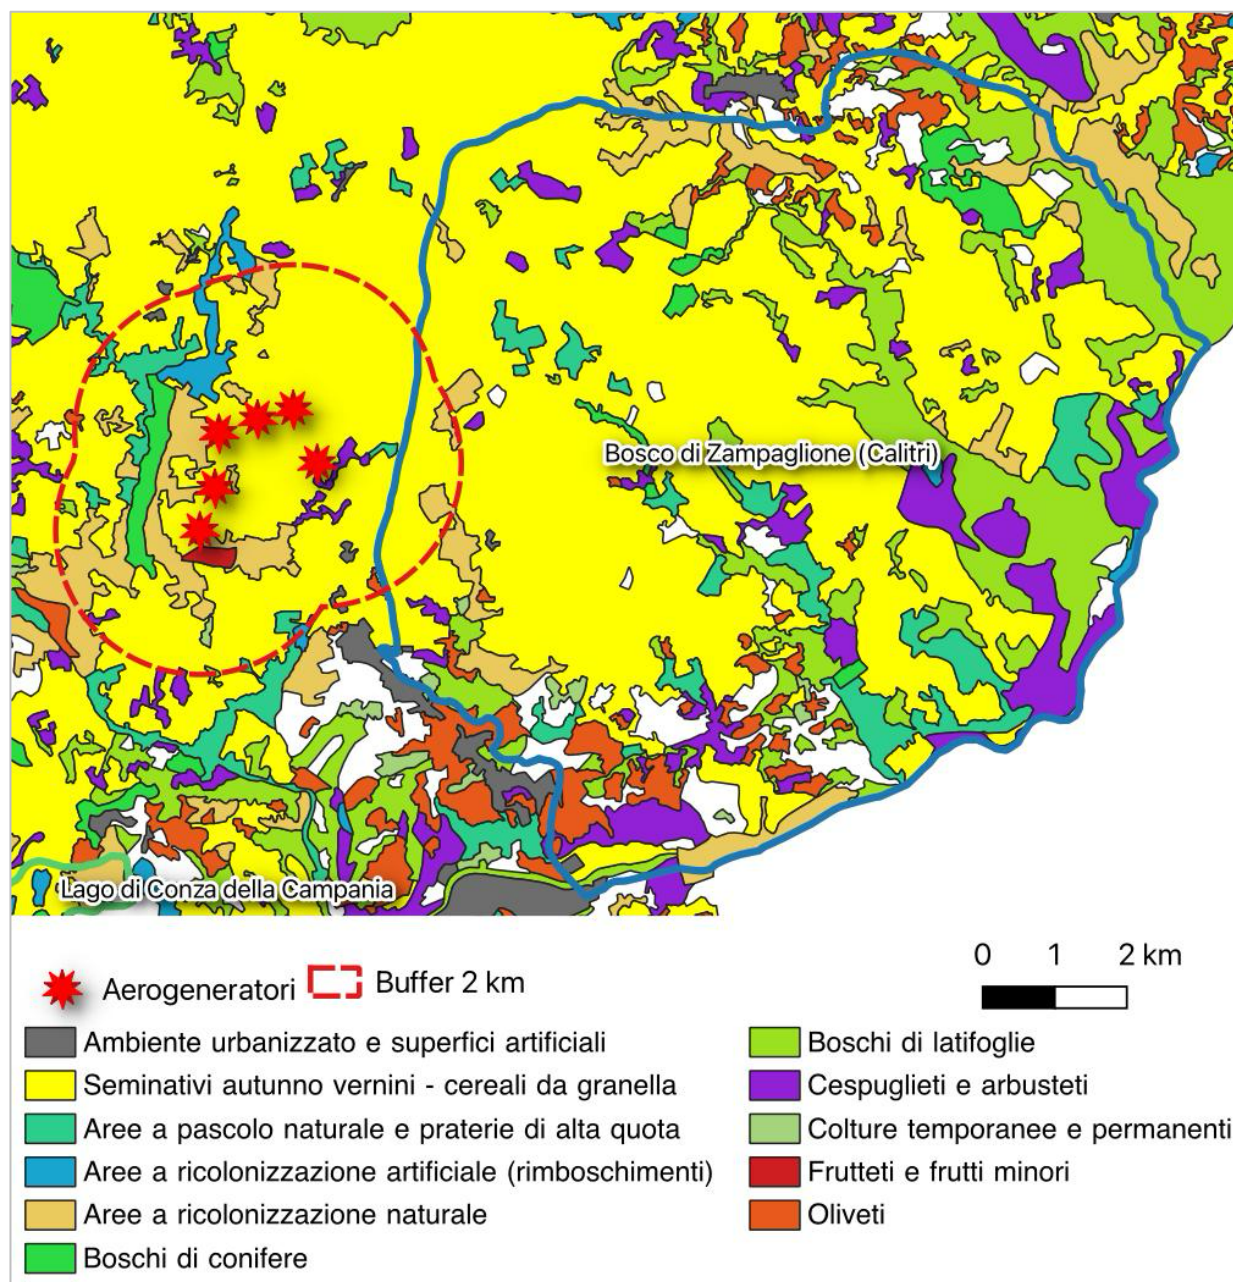 Bosco di Zampaglione (Calitri)
Lago di Conza della Campania
0 1 2 km
Aerogeneratori Buffer 2 km
Ambiente urbanizzato e superfici artificiali
Seminativi autunno vernini - cereali da granella
Aree a pascolo naturale e praterie di alta quota
Aree a ricolonizzazione artificiale (rimboschimenti)
Aree a ricolonizzazione naturale
Boschi di conifere
Boschi di latifoglie
Cespuglieti e arbusteti
Colture temporanee e permanenti
Frutteti e frutti minori
Oliveti